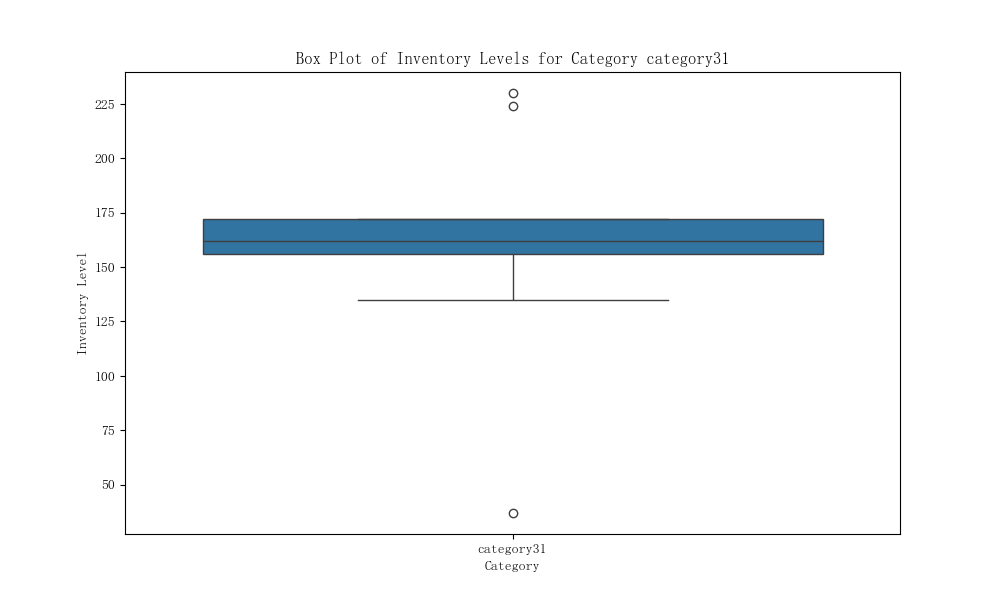 Box Plot of Inventory Levels for Category category31
Inventory Level
225
200
175
150
125
100
75
50
category31
Category